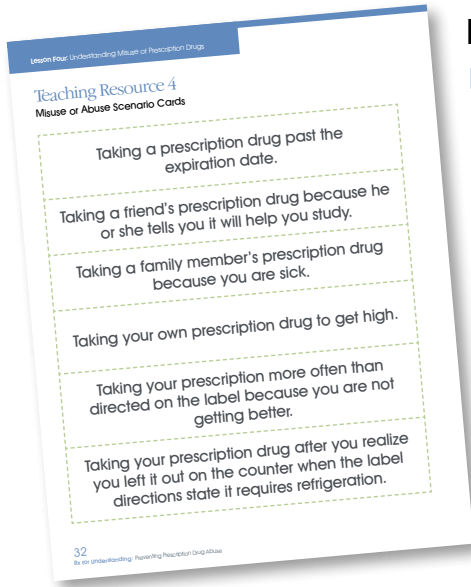 Lesson Four: Understanding Misuse of Prescription Drugs
Teaching Resource 4
Misuse or Abuse Scenario Cards
Taking a prescription drug past the
expiration date.
Taking a friend's prescription drug because he
or she tells you it will help you study.
Taking a family member's prescription drug
because you are sick.
Taking your own prescription drug to get high.
Taking your prescription more often than
directed on the label because you are not
getting better.
Taking your prescription drug after you realize
you left it out on the counter when the label
directions state it requires refrigeration.
32
Rx for Understanding: Preventing Prescription Drug Abuse